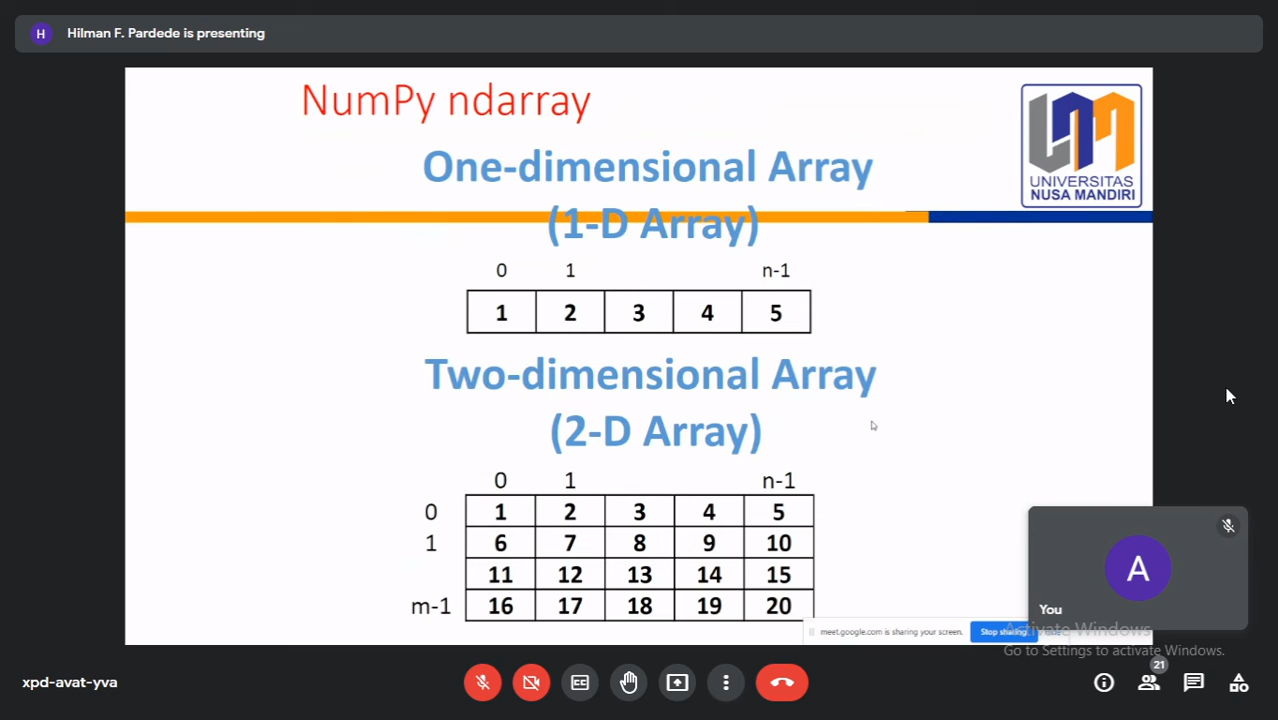 H Hilman F. Pardede is presenting
NumPy ndarray
UNIVERSITAS
NUSA MANDIRI
One-dimensional Array
(1-D Array)
0 1 n-1
1 2 3 4 5
Two-dimensional Array
(2-D Array)
0 1 n-1
0 1 2 3 4 5
1 6 7 8 9 10
11 12 13 14 15
m-1 16 17 18 19 20
A
You
meet.google.com is sharing your screen. Stop sharing
Activate Windows
Go to Settings to activate Windows.
xpd-avat-yva
CC
21